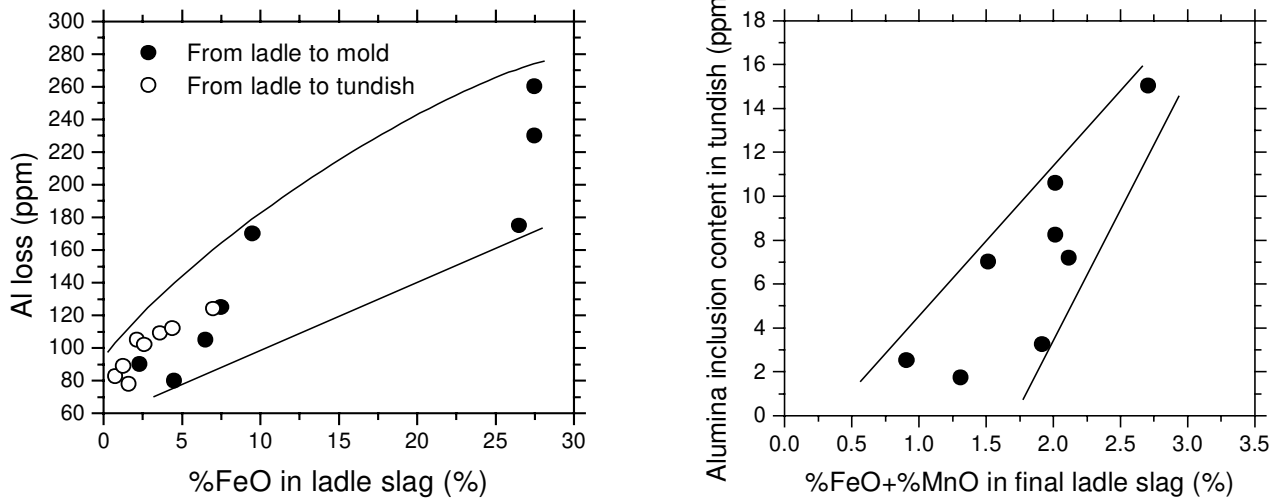 300
280
260
240
220
200
180
160
140
120
100
80
60
Al loss (ppm)
From ladle to mold
From ladle to tundish
0 5 10 15 20 25 30
%FeO in ladle slag (%)
18
16
14
12
10
8
6
4
2
0
Alumina inclusion content in tundish (ppm
0.0 0.5 1.0 1.5 2.0 2.5 3.0 3.5
%FeO+%MnO in final ladle slag (%)